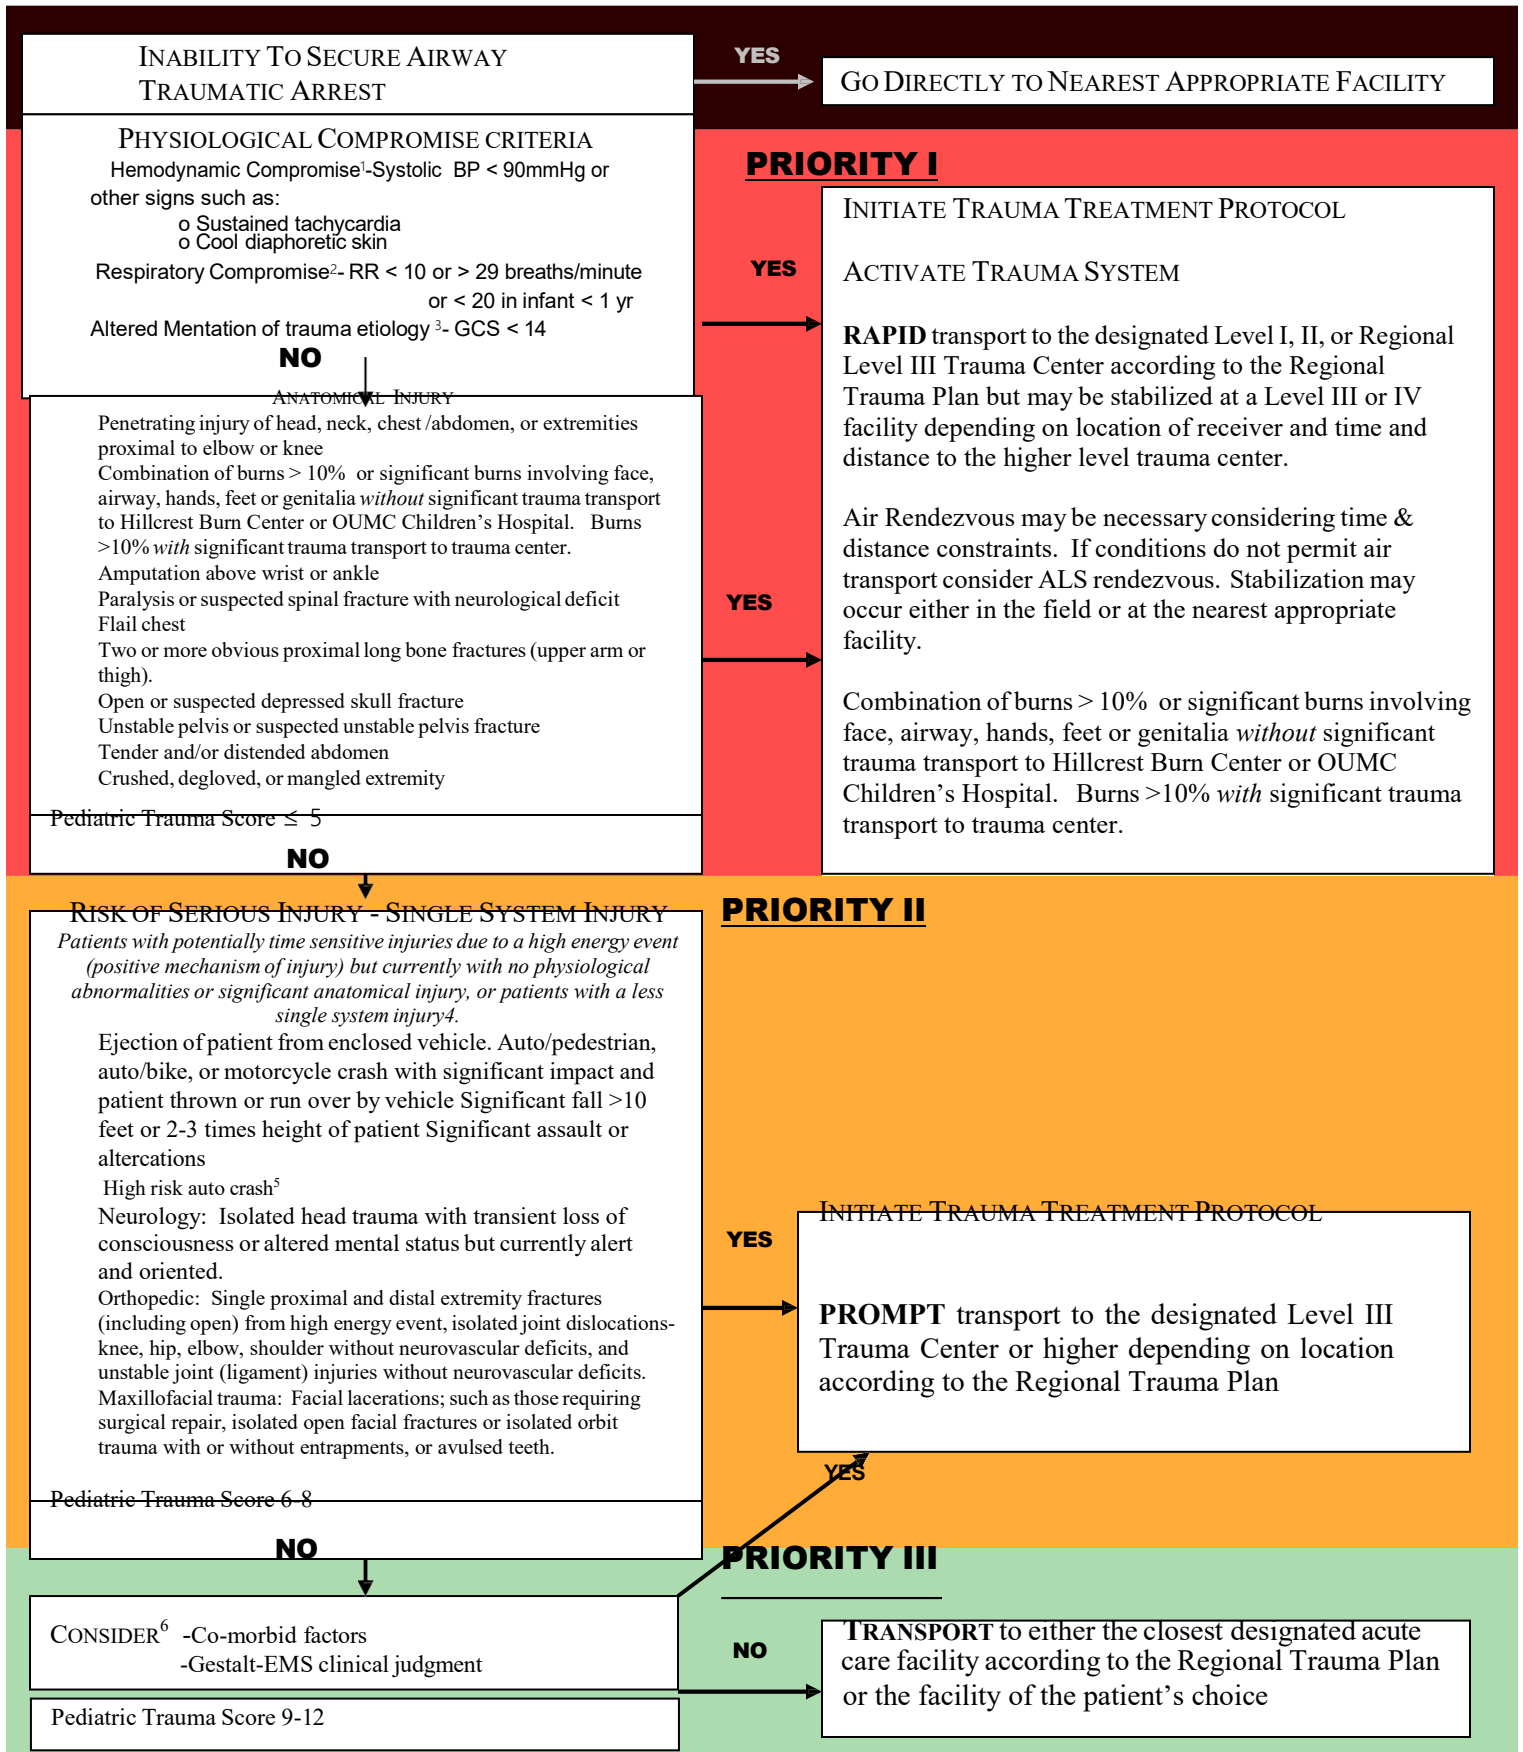 INABILITY TO SECURE AIRWAY
TRAUMATIC ARREST
YES
GO DIRECTLY TO NEAREST APPROPRIATE FACILITY
PHYSIOLOGICAL COMPROMISE CRITERIA
Hemodynamic Compromise¹-Systolic BP < 90mmHg or
other signs such as:
o Sustained tachycardia
o Cool diaphoretic skin
Respiratory Compromise²- RR < 10 or > 29 breaths/minute
or < 20 in infant < 1 yr
Altered Mentation of trauma etiology ³- GCS < 14
NO
PRIORITY I
YES
INITIATE TRAUMA TREATMENT PROTOCOL
ACTIVATE TRAUMA SYSTEM
RAPID transport to the designated Level I, II, or Regional
Level III Trauma Center according to the Regional
Trauma Plan but may be stabilized at a Level III or IV
facility depending on location of receiver and time and
distance to the higher level trauma center.
Air Rendezvous may be necessary considering time &
distance constraints. If conditions do not permit air
transport consider ALS rendezvous. Stabilization may
occur either in the field or at the nearest appropriate
facility.
Combination of burns > 10% or significant burns involving
face, airway, hands, feet or genitalia without significant
trauma transport to Hillcrest Burn Center or OUMC
Children’s Hospital. Burns >10% with significant trauma
transport to trauma center.
ANATOMICAL INJURY
Penetrating injury of head, neck, chest /abdomen, or extremities
proximal to elbow or knee
Combination of burns > 10% or significant burns involving face,
airway, hands, feet or genitalia without significant trauma transport
to Hillcrest Burn Center or OUMC Children’s Hospital. Burns
>10% with significant trauma transport to trauma center.
Amputation above wrist or ankle
Paralysis or suspected spinal fracture with neurological deficit
Flail chest
Two or more obvious proximal long bone fractures (upper arm or
thigh).
Open or suspected depressed skull fracture
Unstable pelvis or suspected unstable pelvis fracture
Tender and/or distended abdomen
Crushed, degloved, or mangled extremity
YES
Pediatric Trauma Score ≤ 5
NO
PRIORITY II
RISK OF SERIOUS INJURY - SINGLE SYSTEM INJURY
Patients with potentially time sensitive injuries due to a high energy event
(positive mechanism of injury) but currently with no physiological
abnormalities or significant anatomical injury, or patients with a less
single system injury4.
Ejection of patient from enclosed vehicle. Auto/pedestrian,
auto/bike, or motorcycle crash with significant impact and
patient thrown or run over by vehicle Significant fall >10
feet or 2-3 times height of patient Significant assault or
altercations
High risk auto crash⁵
Neurology: Isolated head trauma with transient loss of
consciousness or altered mental status but currently alert
and oriented.
Orthopedic: Single proximal and distal extremity fractures
(including open) from high energy event, isolated joint dislocations-
knee, hip, elbow, shoulder without neurovascular deficits, and
unstable joint (ligament) injuries without neurovascular deficits.
Maxillofacial trauma: Facial lacerations; such as those requiring
surgical repair, isolated open facial fractures or isolated orbit
trauma with or without entrapments, or avulsed teeth.
YES
INITIATE TRAUMA TREATMENT PROTOCOL
PROMPT transport to the designated Level III
Trauma Center or higher depending on location
according to the Regional Trauma Plan
YES
Pediatric Trauma Score 6-8
NO
PRIORITY III
CONSIDER⁶ -Co-morbid factors
-Gestalt-EMS clinical judgment
NO
TRANSPORT to either the closest designated acute
care facility according to the Regional Trauma Plan
or the facility of the patient’s choice
Pediatric Trauma Score 9-12